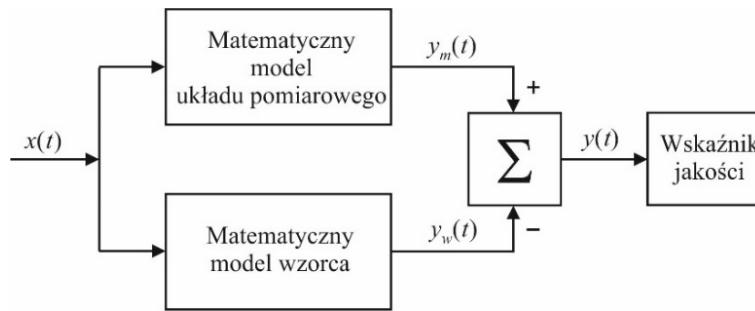 Matematyczny
model
układu pomiarowego
y_m(t)
+
x(t)
Σ
y(t)
Wskaźnik
jakości
Matematyczny
model wzorca
y_w(t)
−